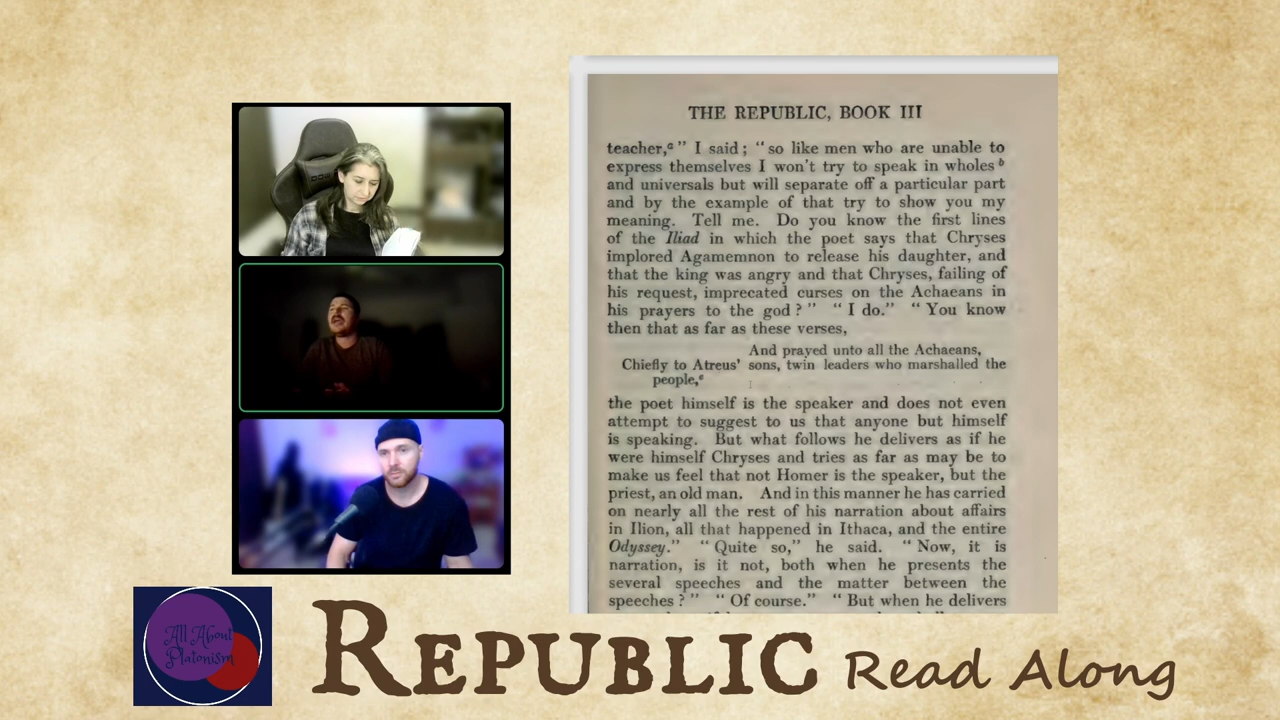 THE REPUBLIC, BOOK III
teacher,ᵃ” I said ; “ so like men who are unable to
express themselves I won’t try to speak in wholes ᵇ
and universals but will separate off a particular part
and by the example of that try to show you my
meaning. Tell me. Do you know the first lines
of the Iliad in which the poet says that Chryses
implored Agamemnon to release his daughter, and
that the king was angry and that Chryses, failing of
his request, imprecated curses on the Achaeans in
his prayers to the god ? ” “ I do.” “ You know
then that as far as these verses,
And prayed unto all the Achaeans,
Chiefly to Atreus’ sons, twin leaders who marshalled the
people,ᶜ
the poet himself is the speaker and does not even
attempt to suggest to us that anyone but himself
is speaking. But what follows he delivers as if he
were himself Chryses and tries as far as may be to
make us feel that not Homer is the speaker, but the
priest, an old man. And in this manner he has carried
on nearly all the rest of his narration about affairs
in Ilion, all that happened in Ithaca, and the entire
Odyssey.” “ Quite so,” he said. “ Now, it is
narration, is it not, both when he presents the
several speeches and the matter between the
speeches ? ” “ Of course.” “ But when he delivers
All About
Platonism
REPUBLIC Read Along